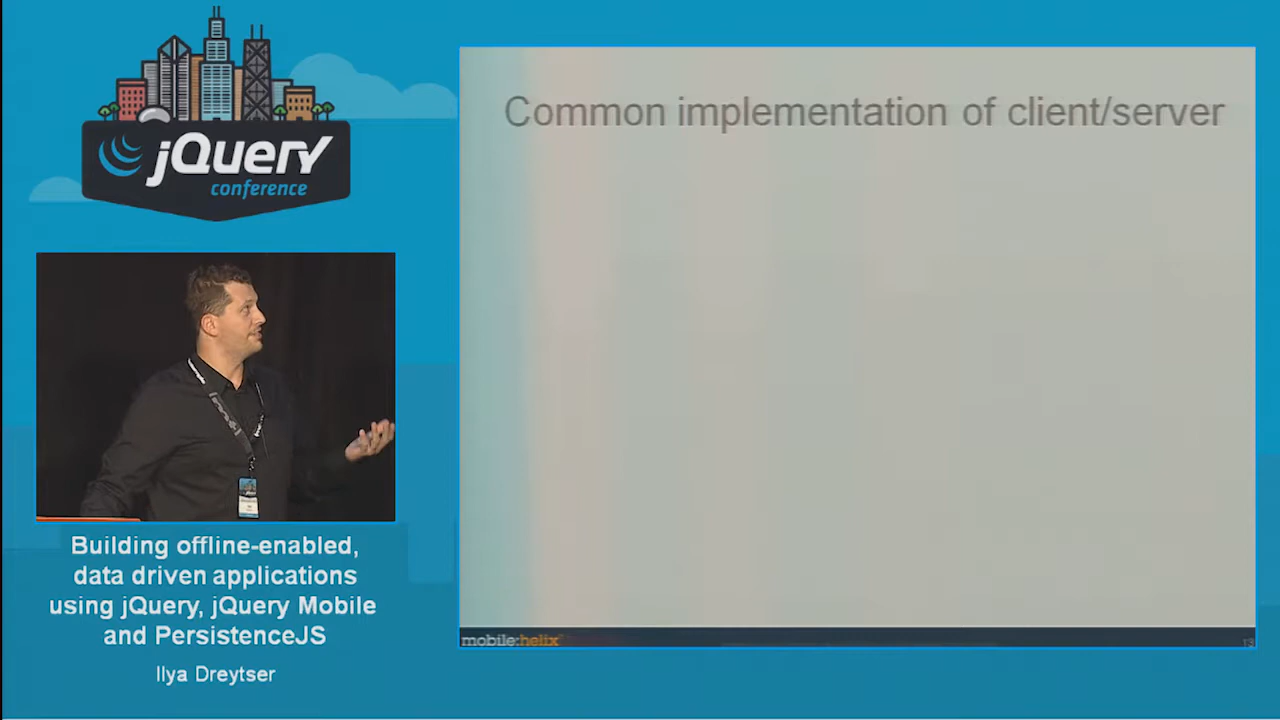 jQuery
conference
Common implementation of client/server
Building offline-enabled,
data driven applications
using jQuery, jQuery Mobile
and PersistenceJS
Ilya Dreytser
mobile:helix